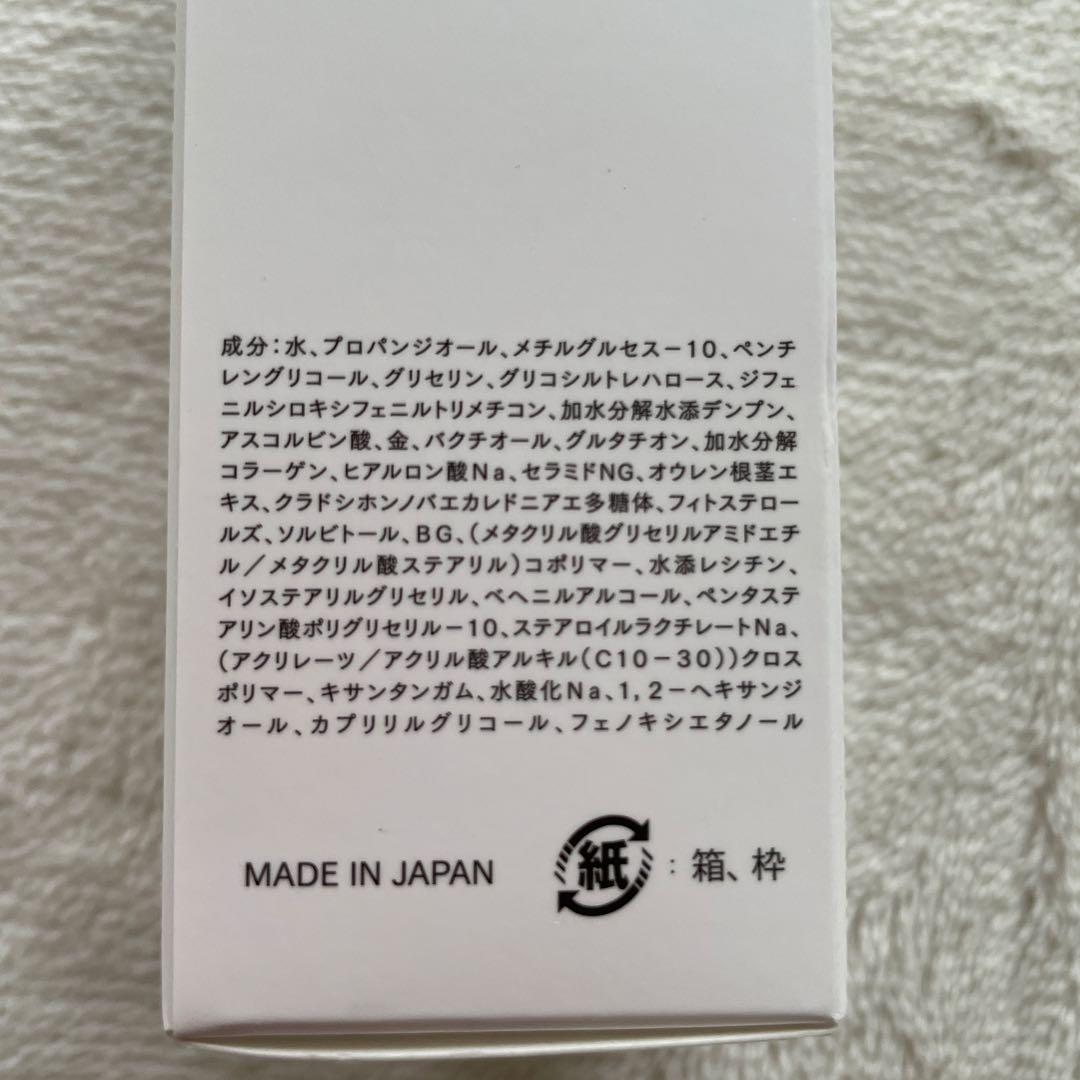 成分：水、プロパンジオール、メチルグルセス－10、ペンチ
レングリコール、グリセリン、グリコシルトレハロース、ジフェ
ニルシロキシフェニルトリメチコン、加水分解水添デンプン、
アスコルビン酸、金、バクチオール、グルタチオン、加水分解
コラーゲン、ヒアルロン酸Na、セラミドNG、オウレン根茎エ
キス、クラドシホンノバエカレドニアエ多糖体、フィトステロー
ルズ、ソルビトール、BG、（メタクリル酸グリセリルアミドエチ
ル／メタクリル酸ステアリル）コポリマー、水添レシチン、
イソステアリルグリセリル、ベヘニルアルコール、ペンタステ
アリン酸ポリグリセリル－10、ステアロイルラクチレートNa、
（アクリレーツ／アクリル酸アルキル（C10－30））クロス
ポリマー、キサンタンガム、水酸化Na、1，2－ヘキサンジ
オール、カプリリルグリコール、フェノキシエタノール
MADE IN JAPAN 紙：箱、枠